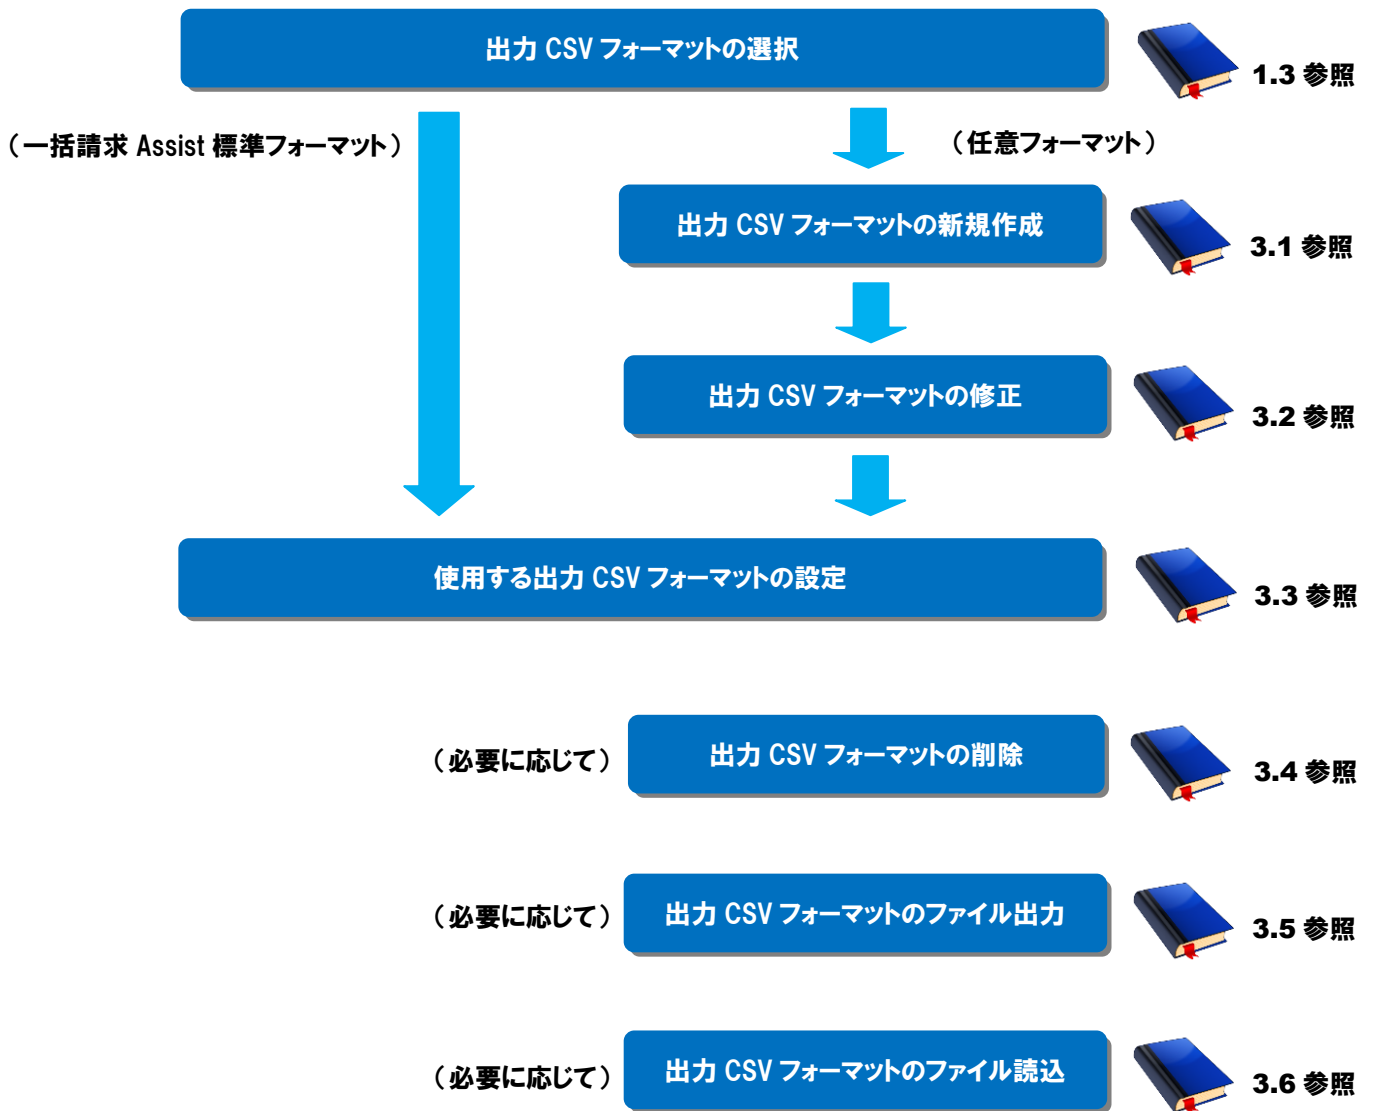 出力 CSV フォーマットの選択
1.3 参照
（一括請求 Assist 標準フォーマット）
（任意フォーマット）
出力 CSV フォーマットの新規作成
3.1 参照
出力 CSV フォーマットの修正
3.2 参照
使用する出力 CSV フォーマットの設定
3.3 参照
（必要に応じて）
出力 CSV フォーマットの削除
3.4 参照
（必要に応じて）
出力 CSV フォーマットのファイル出力
3.5 参照
（必要に応じて）
出力 CSV フォーマットのファイル読込
3.6 参照